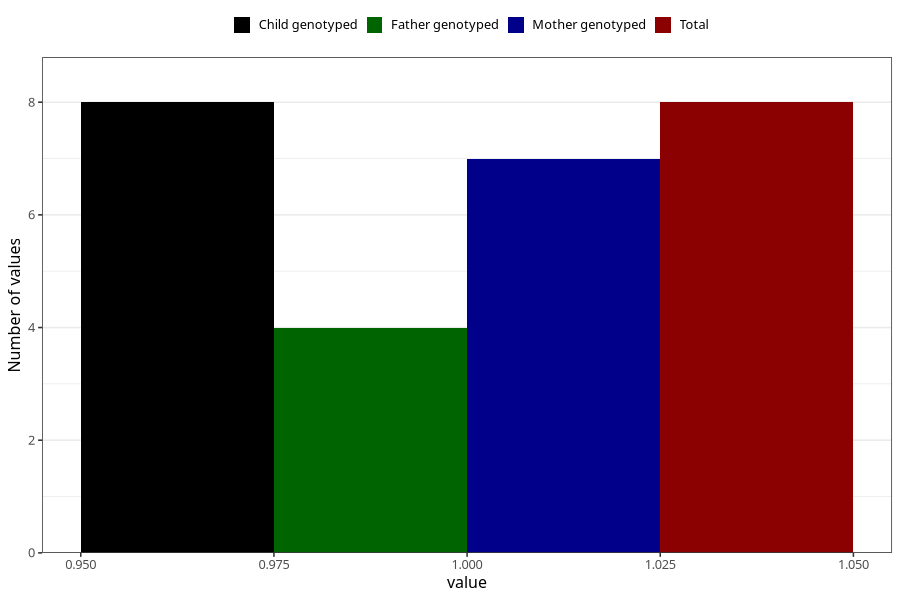 Child genotyped Father genotyped Mother genotyped Total
Number of values
8
6
4
2
0
0.950 0.975 1.000 1.025 1.050
value